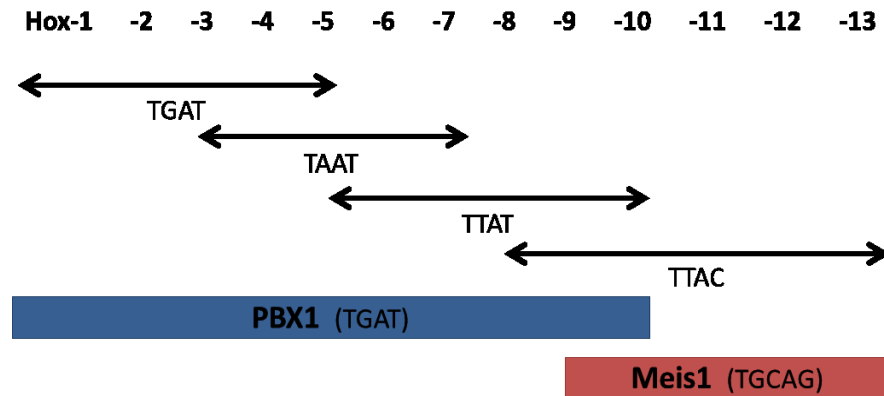 Hox-1 -2 -3 -4 -5 -6 -7 -8 -9 -10 -11 -12 -13
TGAT
TAAT
TTAT
TTAC
PBX1 (TGAT)
Meis1 (TGCAG)